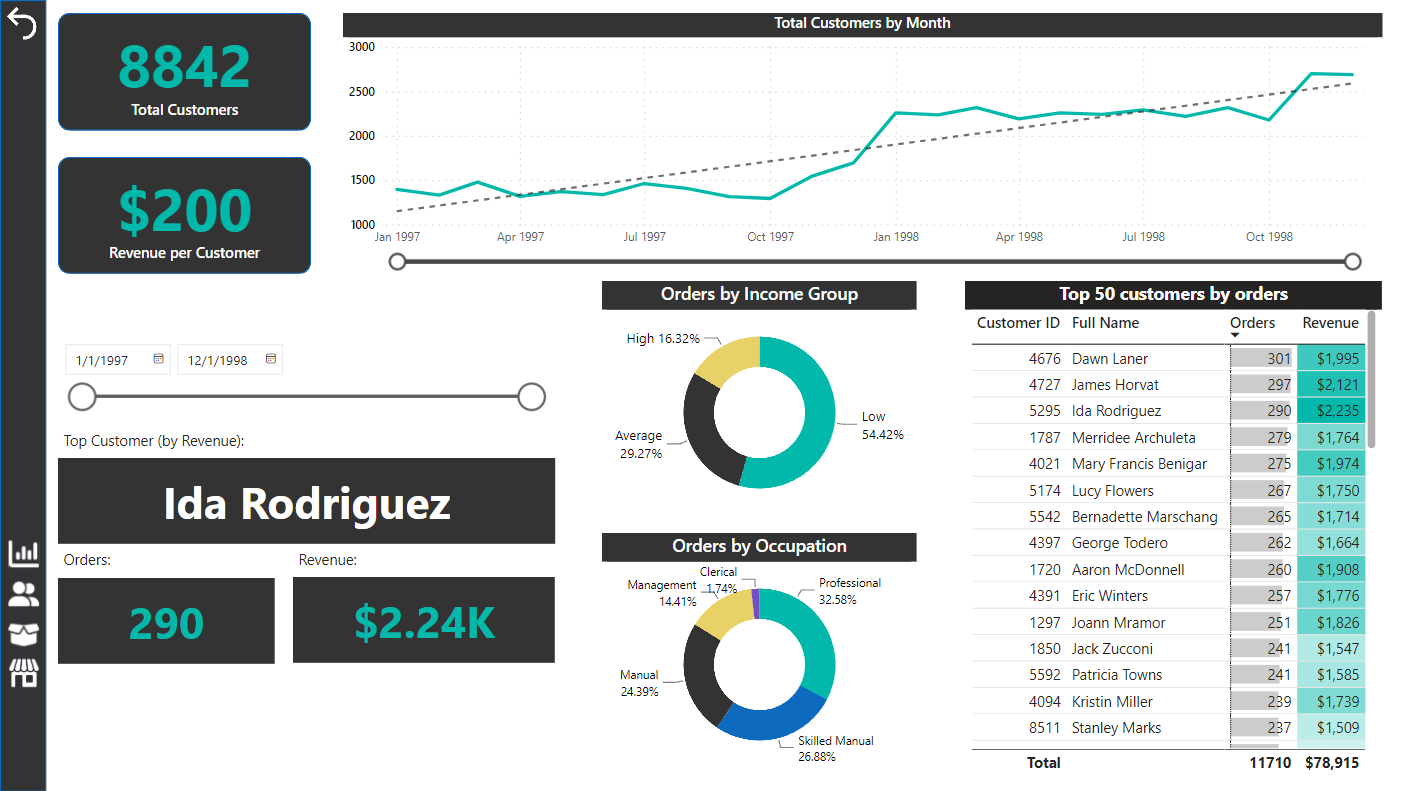 8842
Total Customers
$200
Revenue per Customer
Total Customers by Month
3000
2500
2000
1500
1000
Jan 1997 Apr 1997 Jul 1997 Oct 1997 Jan 1998 Apr 1998 Jul 1998 Oct 1998
1/1/1997 12/1/1998
Top Customer (by Revenue):
Ida Rodriguez
Orders: Revenue:
290 $2.24K
Orders by Income Group
High 16.32%
Low
54.42%
Average
29.27%
Orders by Occupation
Clerical
1.74%
Professional
32.58%
Management
14.41%
Manual
24.39%
Skilled Manual
26.88%
Top 50 customers by orders
Customer ID Full Name Orders Revenue
4676 Dawn Laner 301 $1,995
4727 James Horvat 297 $2,121
5295 Ida Rodriguez 290 $2,235
1787 Merridee Archuleta 279 $1,764
4021 Mary Francis Benigar 275 $1,974
5174 Lucy Flowers 267 $1,750
5542 Bernadette Marschang 265 $1,714
4397 George Todero 262 $1,664
1720 Aaron McDonnell 260 $1,908
4391 Eric Winters 257 $1,776
1297 Joann Mramor 251 $1,826
1850 Jack Zucconi 241 $1,547
5592 Patricia Towns 241 $1,585
4094 Kristin Miller 239 $1,739
8511 Stanley Marks 237 $1,509
Total 11710 $78,915